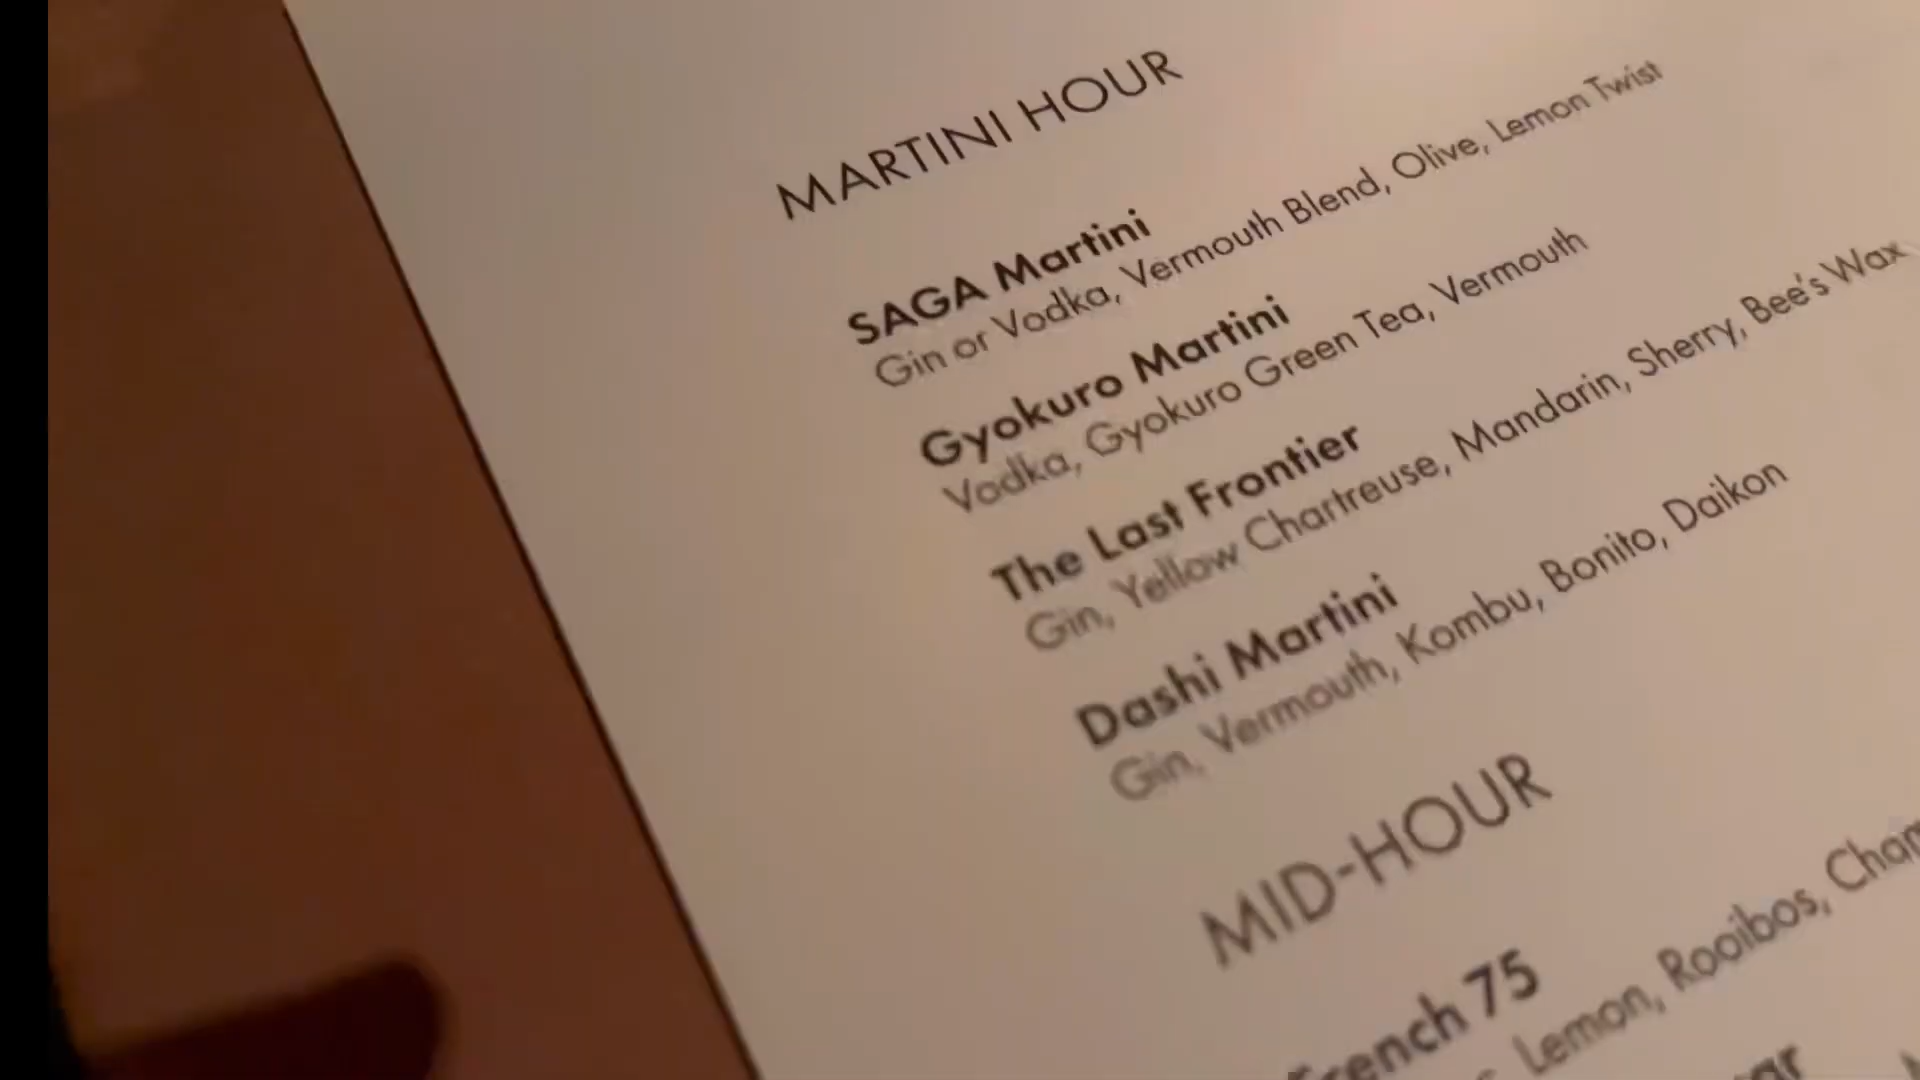 MARTINI HOUR
SAGA Martini
Gin or Vodka, Vermouth Blend, Olive, Lemon Twist
Gyokuro Martini
Vodka, Gyokuro Green Tea, Vermouth
The Last Frontier
Gin, Yellow Chartreuse, Mandarin, Sherry, Bee's Wax
Dashi Martini
Gin, Vermouth, Kombu, Bonito, Daikon
MID-HOUR
French 75
Lemon, Rooibos,